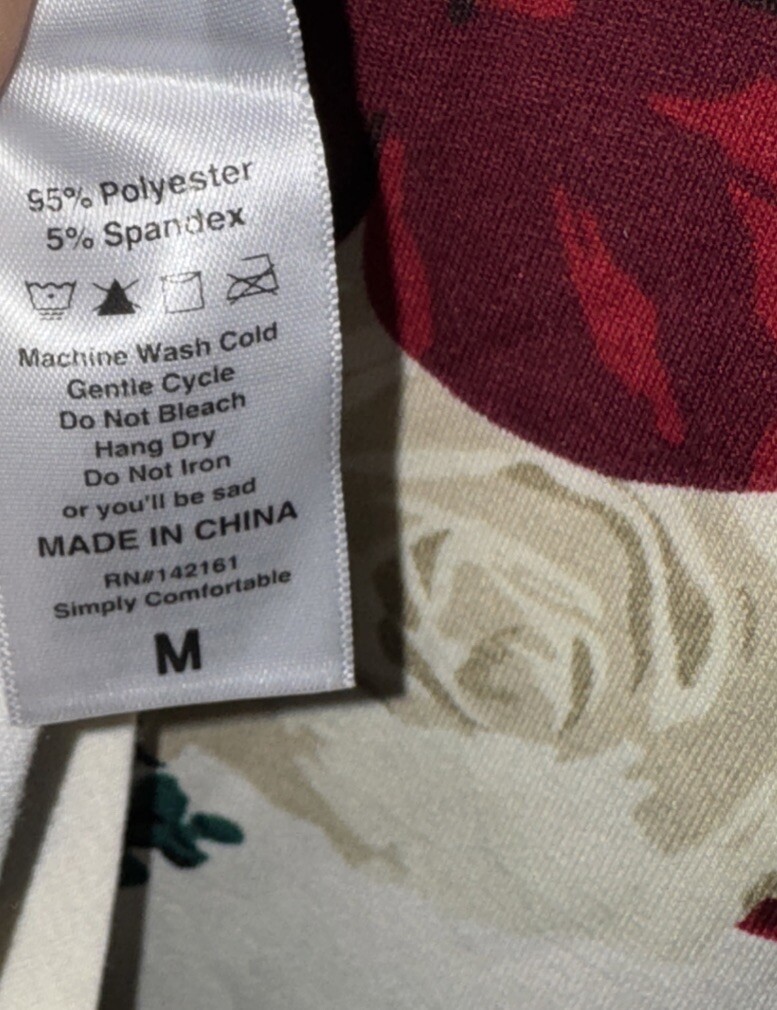 95% Polyester
5% Spandex
Machine Wash Cold
Gentle Cycle
Do Not Bleach
Hang Dry
Do Not Iron
or you'll be sad
MADE IN CHINA
RN#142161
Simply Comfortable
M